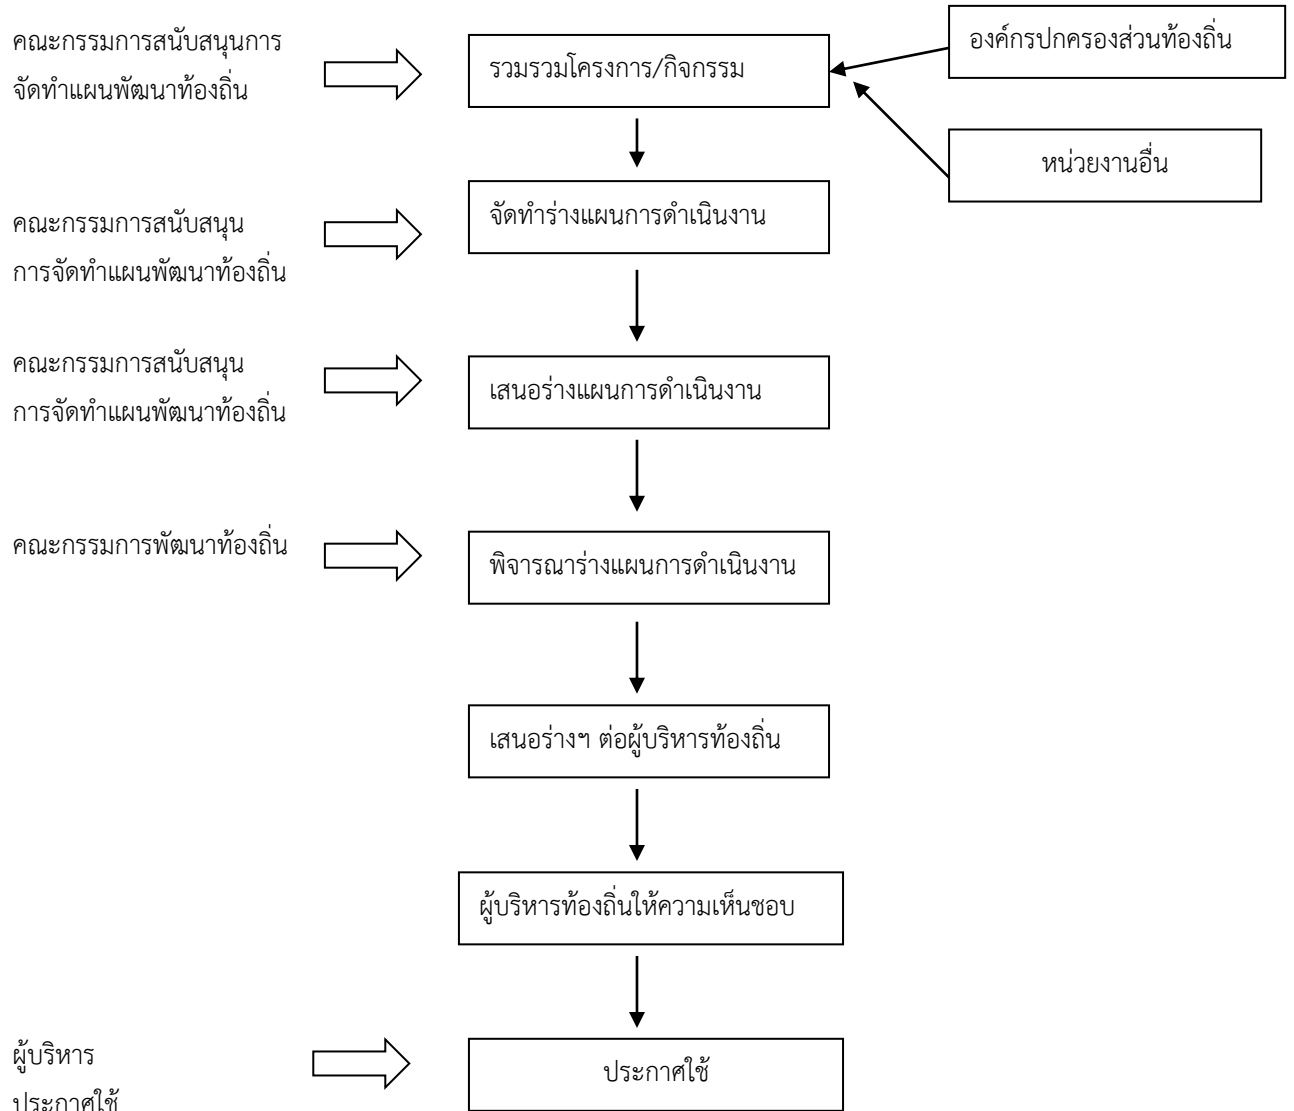 คณะกรรมการสนับสนุนการ
จัดทำแผนพัฒนาท้องถิ่น
รวมรวมโครงการ/กิจกรรม
องค์กรปกครองส่วนท้องถิ่น
หน่วยงานอื่น
คณะกรรมการสนับสนุน
การจัดทำแผนพัฒนาท้องถิ่น
จัดทำร่างแผนการดำเนินงาน
คณะกรรมการสนับสนุน
การจัดทำแผนพัฒนาท้องถิ่น
เสนอร่างแผนการดำเนินงาน
คณะกรรมการพัฒนาท้องถิ่น
พิจารณาร่างแผนการดำเนินงาน
เสนอร่างฯ ต่อผู้บริหารท้องถิ่น
ผู้บริหารท้องถิ่นให้ความเห็นชอบ
ผู้บริหาร
ประกาศใช้
ประกาศใช้